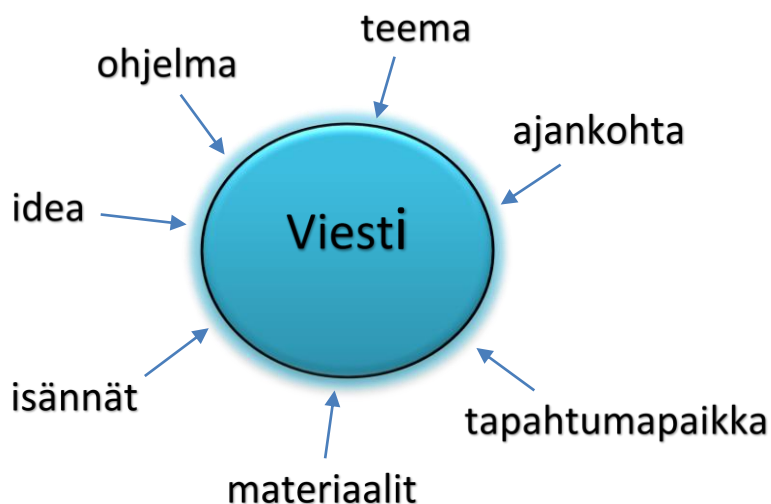 teema
ohjelma
ajankohta
idea
Viesti
isännät
tapahtumapaikka
materiaalit